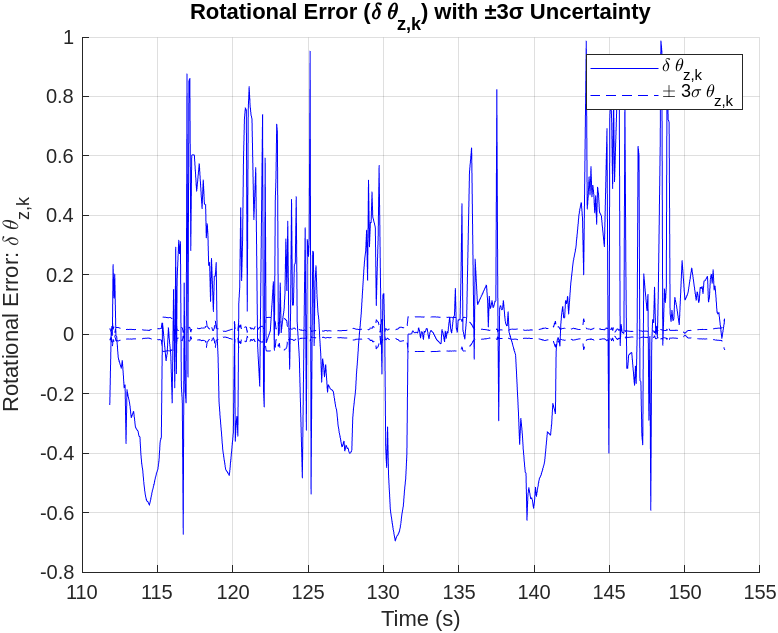 Rotational Error (δ θz,k) with ±3σ Uncertainty
1
0.8
0.6
0.4
0.2
0
-0.2
-0.4
-0.6
-0.8
110 115 120 125 130 135 140 145 150 155
Time (s)
Rotational Error: δ θz,k
δ θz,k
± 3σ θz,k